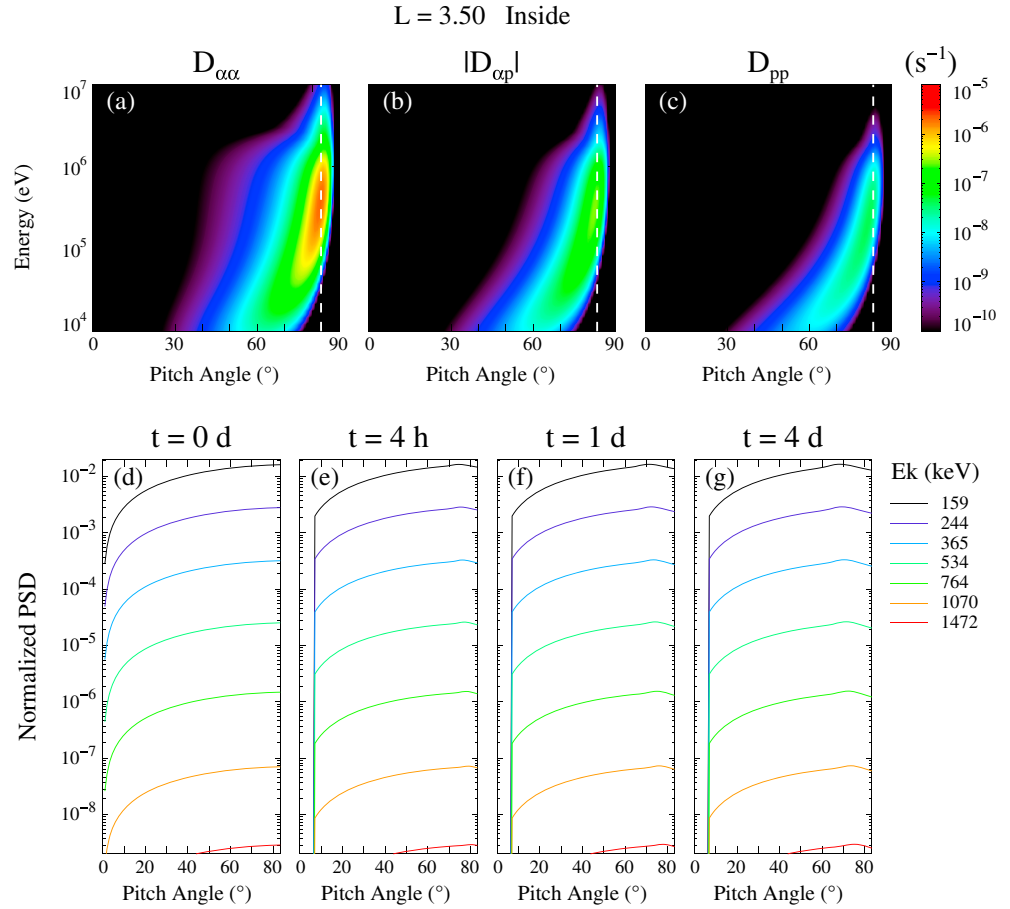 L = 3.50 Inside
D_αα |D_αp| D_pp (s⁻¹)
(a) (b) (c)
Energy (eV)
10⁷
10⁶
10⁵
10⁴
0 30 60 90
0 30 60 90
0 30 60 90
Pitch Angle (°) Pitch Angle (°) Pitch Angle (°)
10⁻⁵
10⁻⁶
10⁻⁷
10⁻⁸
10⁻⁹
10⁻¹⁰
t = 0 d t = 4 h t = 1 d t = 4 d
(d) (e) (f) (g)
Normalized PSD
10⁻²
10⁻³
10⁻⁴
10⁻⁵
10⁻⁶
10⁻⁷
10⁻⁸
0 20 40 60 80
0 20 40 60 80
0 20 40 60 80
0 20 40 60 80
Pitch Angle (°) Pitch Angle (°) Pitch Angle (°) Pitch Angle (°)
Ek (keV)
159
244
365
534
764
1070
1472